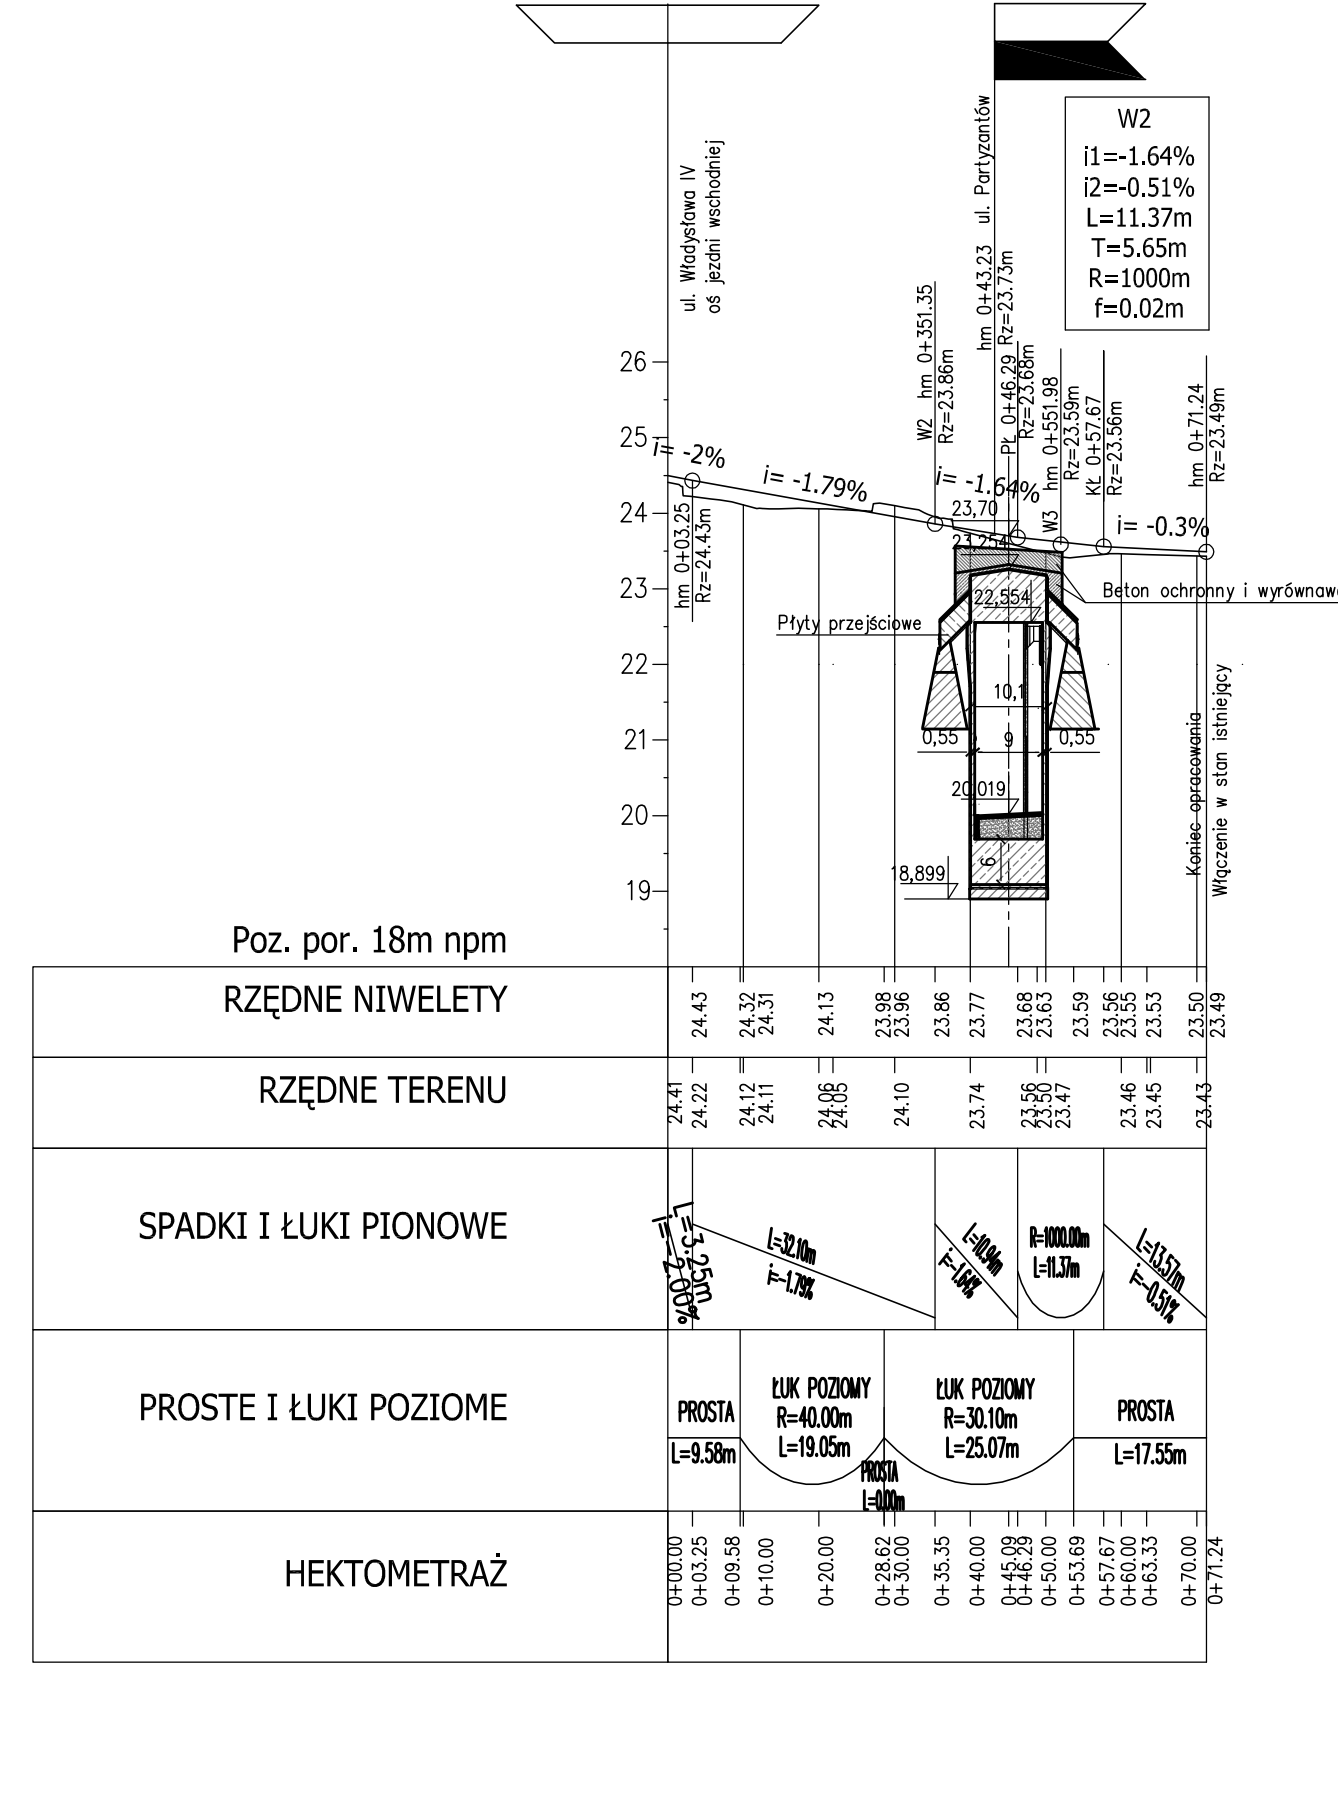 W2
i1=-1.64%
i2=-0.51%
L=11.37m
T=5.65m
R=1000m
f=0.02m
ul. Władysława IV
oś jezdni wschodniej
hm 0+43.23 ul. Partyzantów
Rz=23.73m
W2 hm 0+351.35
Rz=23.86m
PŁ 0+46.29
Rz=23.68m
W3 hm 0+551.98
Rz=23.59m
KŁ 0+57.67
Rz=23.56m
hm 0+71.24
Rz=23.49m
hm 0+03.25
Rz=24.43m
26
25
24
23
22
21
20
19
i= -2%
i= -1.79%
i= -1.64%
i= -0.3%
23,70
23,254
22,554
Beton ochronny i
Płyty przejściowe
10,1
0,55 9 0,55
20,019
6
18,899
Koniec opracowania
Włączenie w stan istniejący
Poz. por. 18m npm
RZĘDNE NIWELETY
24.43 24.32 24.31 24.13 23.98 23.96 23.86 23.77 23.68 23.63 23.59 23.56 23.55 23.53 23.50 23.49
RZĘDNE TERENU
24.41 24.22 24.12 24.11 24.06 24.05 24.10 23.74 23.56 23.50 23.47 23.46 23.45 23.43
SPADKI I ŁUKI PIONOWE
L=3.25m
i=-2.00%
L=32.10m
i=-1.79%
L=10.94m
i=-1.64%
R=1000.00m
L=11.37m
L=13.57m
i=-0.51%
PROSTE I ŁUKI POZIOME
PROSTA
L=9.58m
ŁUK POZIOMY
R=40.00m
L=19.05m
PROSTA
L=0.00m
ŁUK POZIOMY
R=30.10m
L=25.07m
PROSTA
L=17.55m
HEKTOMETRAŻ
0+00.00 0+03.25 0+09.58 0+10.00 0+20.00 0+28.62 0+30.00 0+35.35 0+40.00 0+45.09 0+46.29 0+50.00 0+53.69 0+57.67 0+60.00 0+63.33 0+70.00 0+71.24